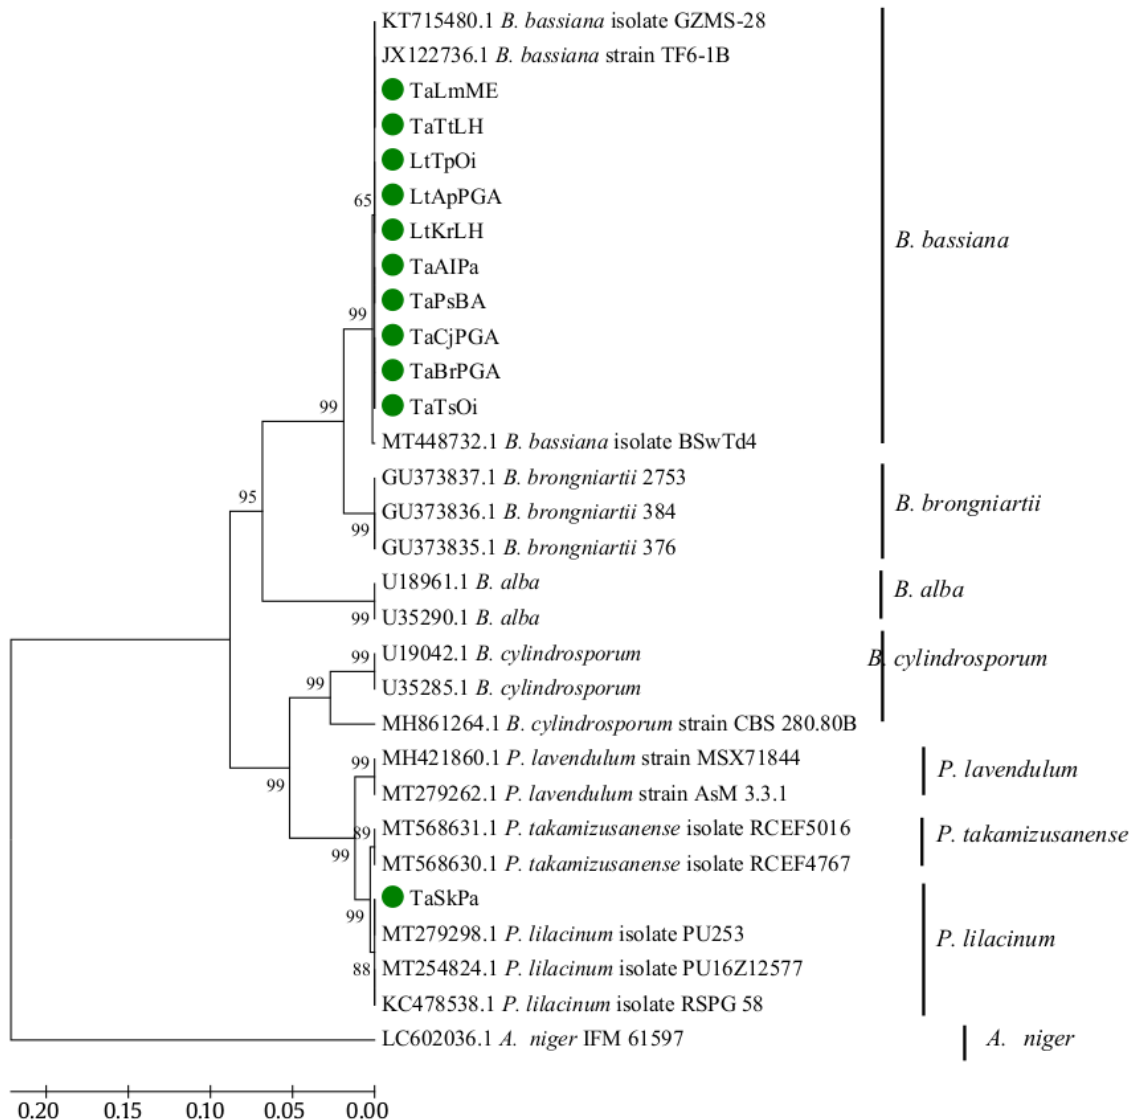 KT715480.1 B. bassiana isolate GZMS-28
JX122736.1 B. bassiana strain TF6-1B
TaLmME
TaTtLH
LtTpOi
65
LtApPGA
LtKrLH
B. bassiana
TaAIPa
TaPsBA
99
TaCjPGA
TaBrPGA
99
TaTsOi
MT448732.1 B. bassiana isolate BSwTd4
GU373837.1 B. brongniartii 2753
95
B. brongniartii
GU373836.1 B. brongniartii 384
99
GU373835.1 B. brongniartii 376
U18961.1 B. alba
B. alba
99
U35290.1 B. alba
99
U19042.1 B. cylindrosporum
B. cylindrosporum
99
U35285.1 B. cylindrosporum
MH861264.1 B. cylindrosporum strain CBS 280.80B
99
MH421860.1 P. lavendulum strain MSX71844
P. lavendulum
99
MT279262.1 P. lavendulum strain AsM 3.3.1
89
MT568631.1 P. takamizusanense isolate RCEF5016
P. takamizusanense
99
MT568630.1 P. takamizusanense isolate RCEF4767
TaSkPa
99
MT279298.1 P. lilacinum isolate PU253
P. lilacinum
88
MT254824.1 P. lilacinum isolate PU16Z12577
KC478538.1 P. lilacinum isolate RSPG 58
LC602036.1 A. niger IFM 61597
A. niger
0.20 0.15 0.10 0.05 0.00